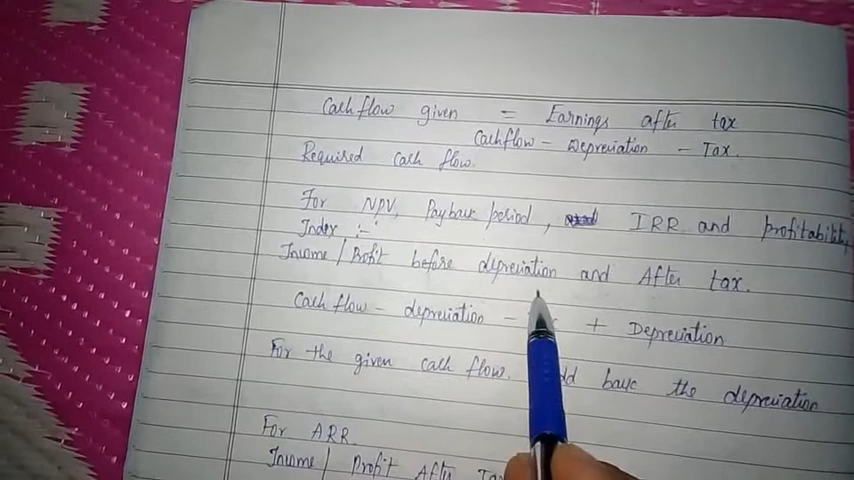 Cash flow given = Earnings after tax
Cashflow - Depreciation - Tax.
Required cash flow.
For NPV, Payback period, IRR and profitability
Index :-
Income / Profit before depreciation and After tax.
Cash flow - depreciation - + Depreciation
For the given cash flow. back the depreciation
For ARR
Income / Profit After